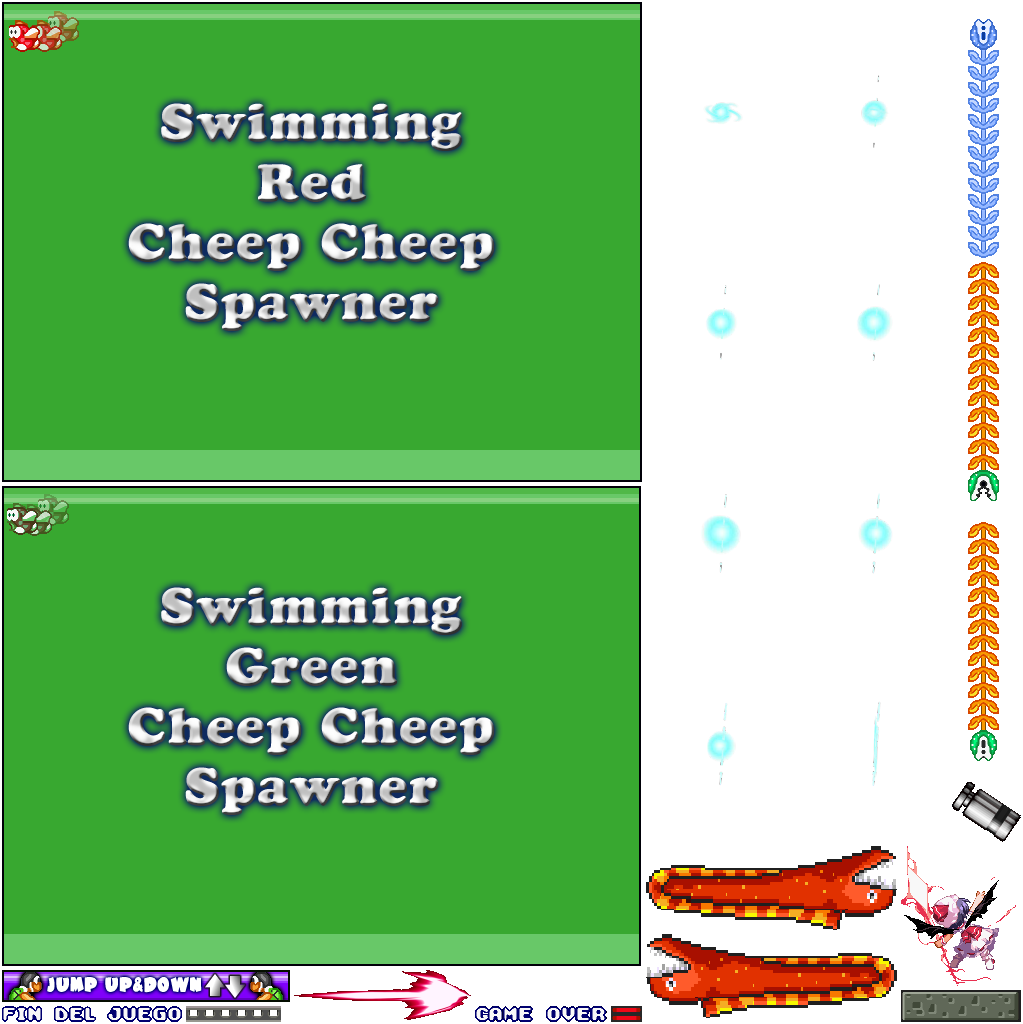 Swimming
Red
Cheep Cheep
Spawner
Swimming
Green
Cheep Cheep
Spawner
JUMP UP&DOWN
FIN DEL JUEGO
GAME OVER